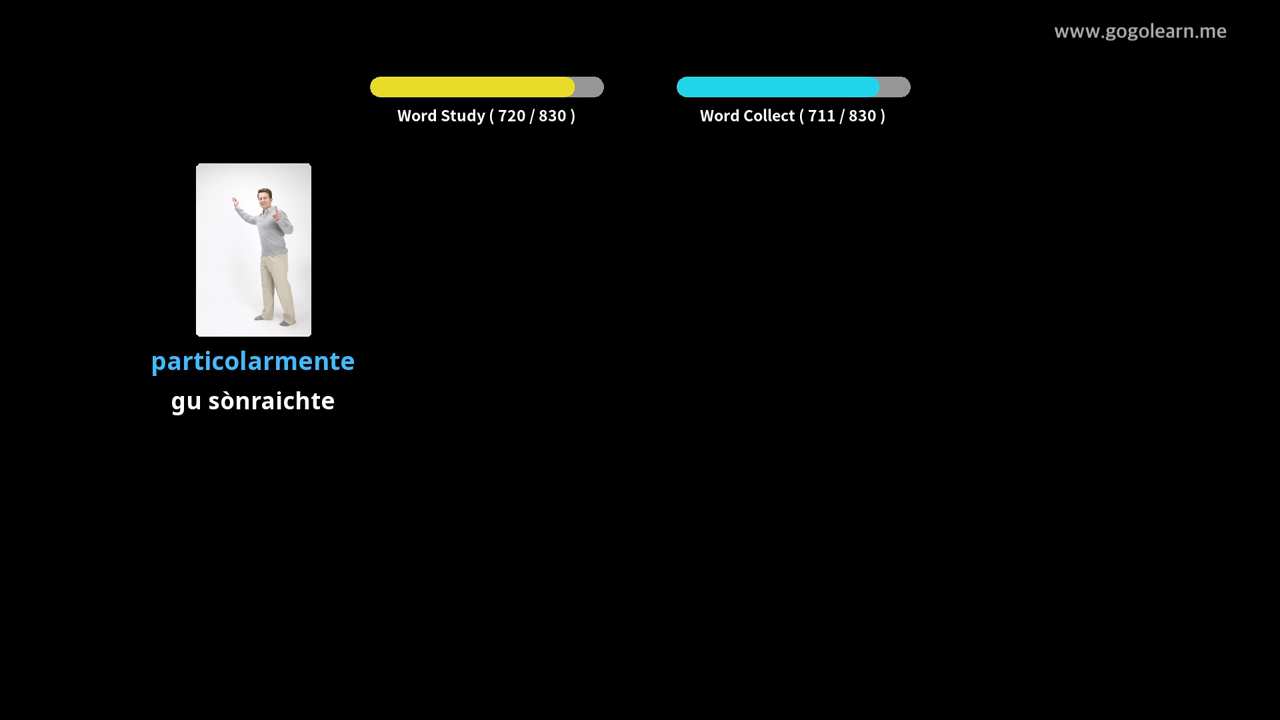 www.gogolearn.me
Word Study ( 720 / 830 )
Word Collect ( 711 / 830 )
particolarmente
gu sònraichte